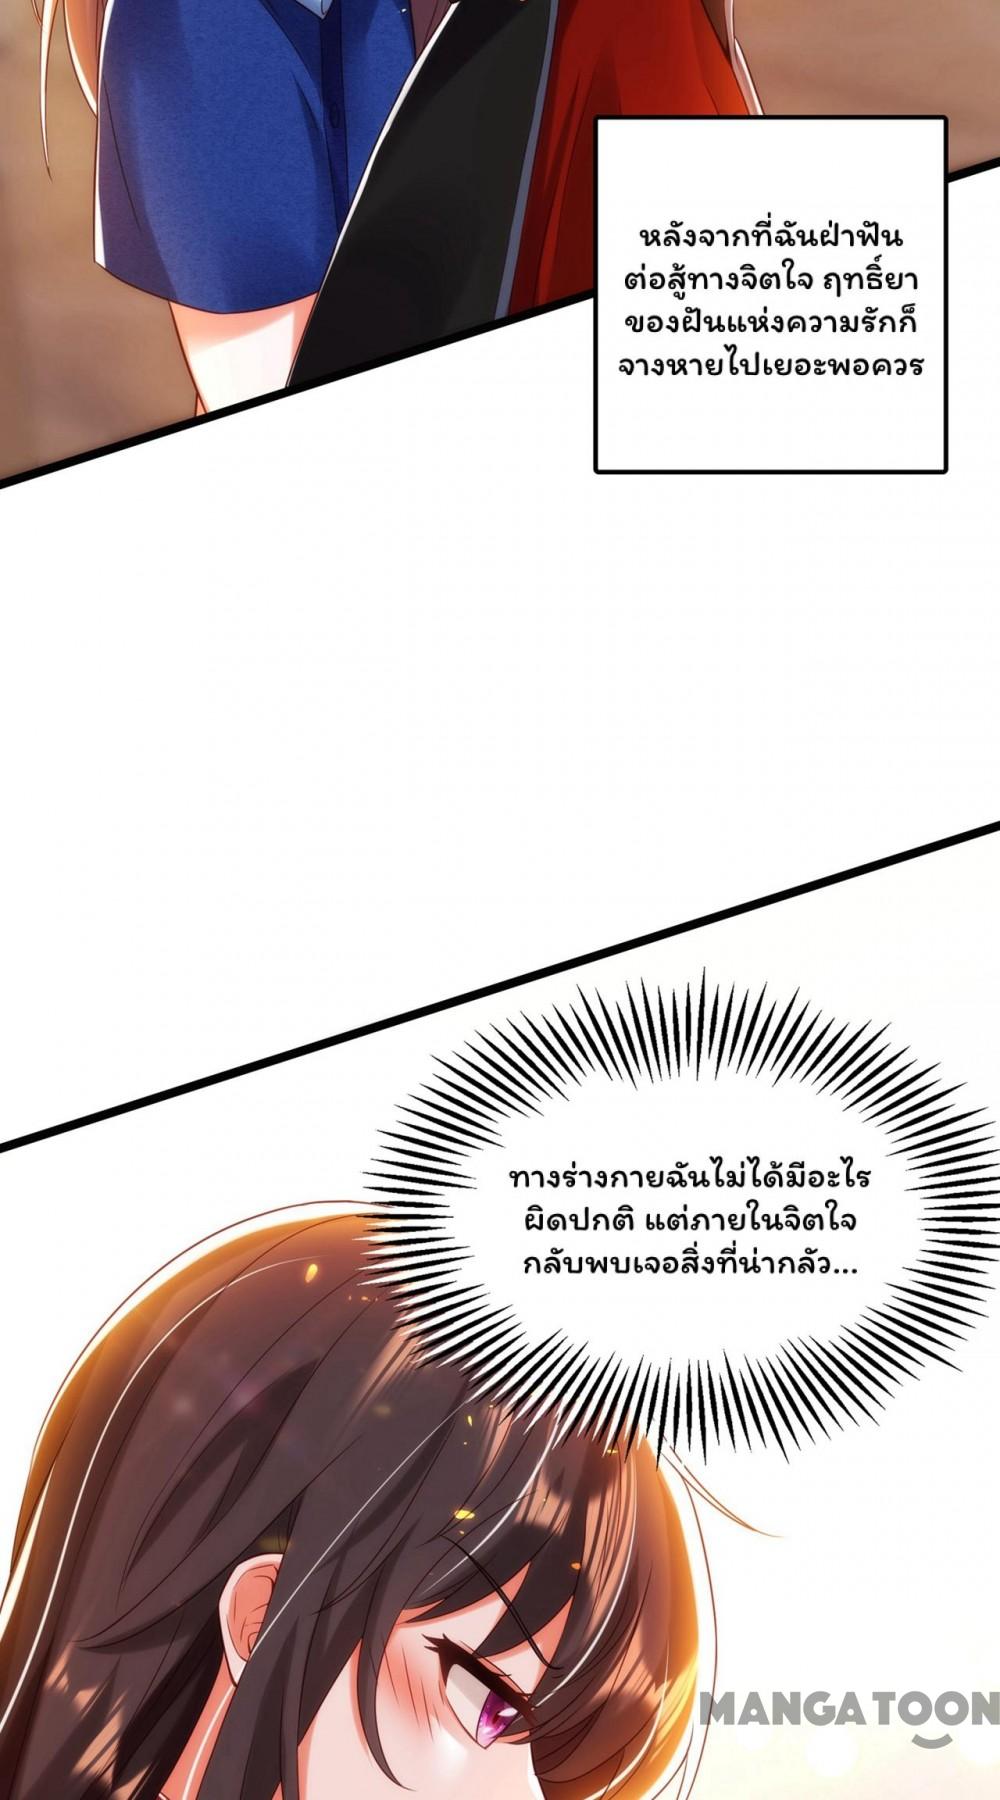 หลังจากที่ฉันฝ่าฟัน
ต่อสู้ทางจิตใจ ฤทธิ์ยา
ของฝันแห่งความรักก็
จางหายไปเยอะพอควร
ทางร่างกายฉันไม่ได้มีอะไร
ผิดปกติ แต่ภายในจิตใจ
กลับพบเจอสิ่งที่น่ากลัว...
MANGATOON